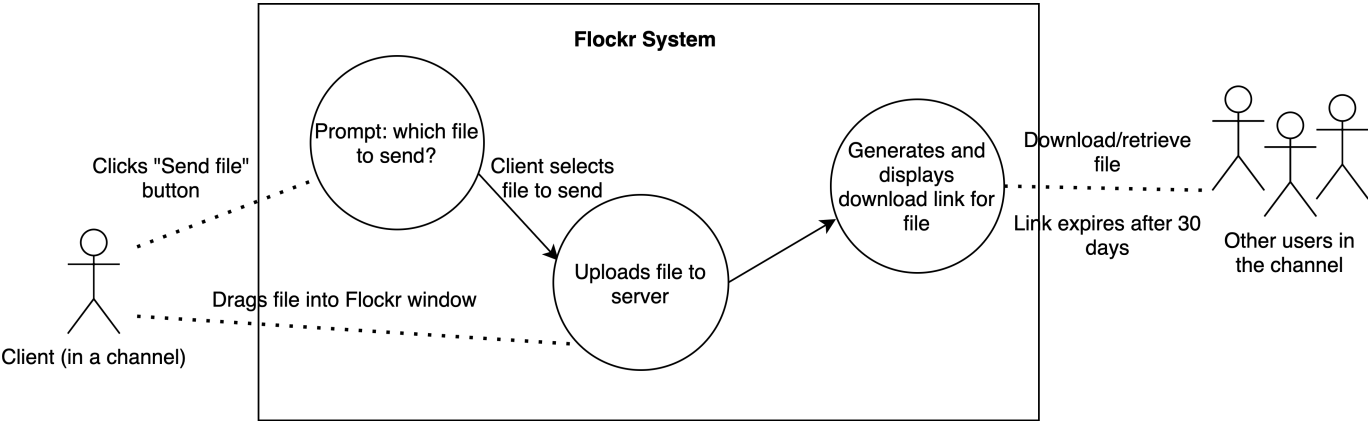 Flockr System
Clicks "Send file"
button
Prompt: which file
to send?
Client selects
file to send
Drags file into Flockr window
Client (in a channel)
Uploads file to
server
Generates and
displays
download link for
file
Download/retrieve
file
Link expires after 30
days
Other users in
the channel